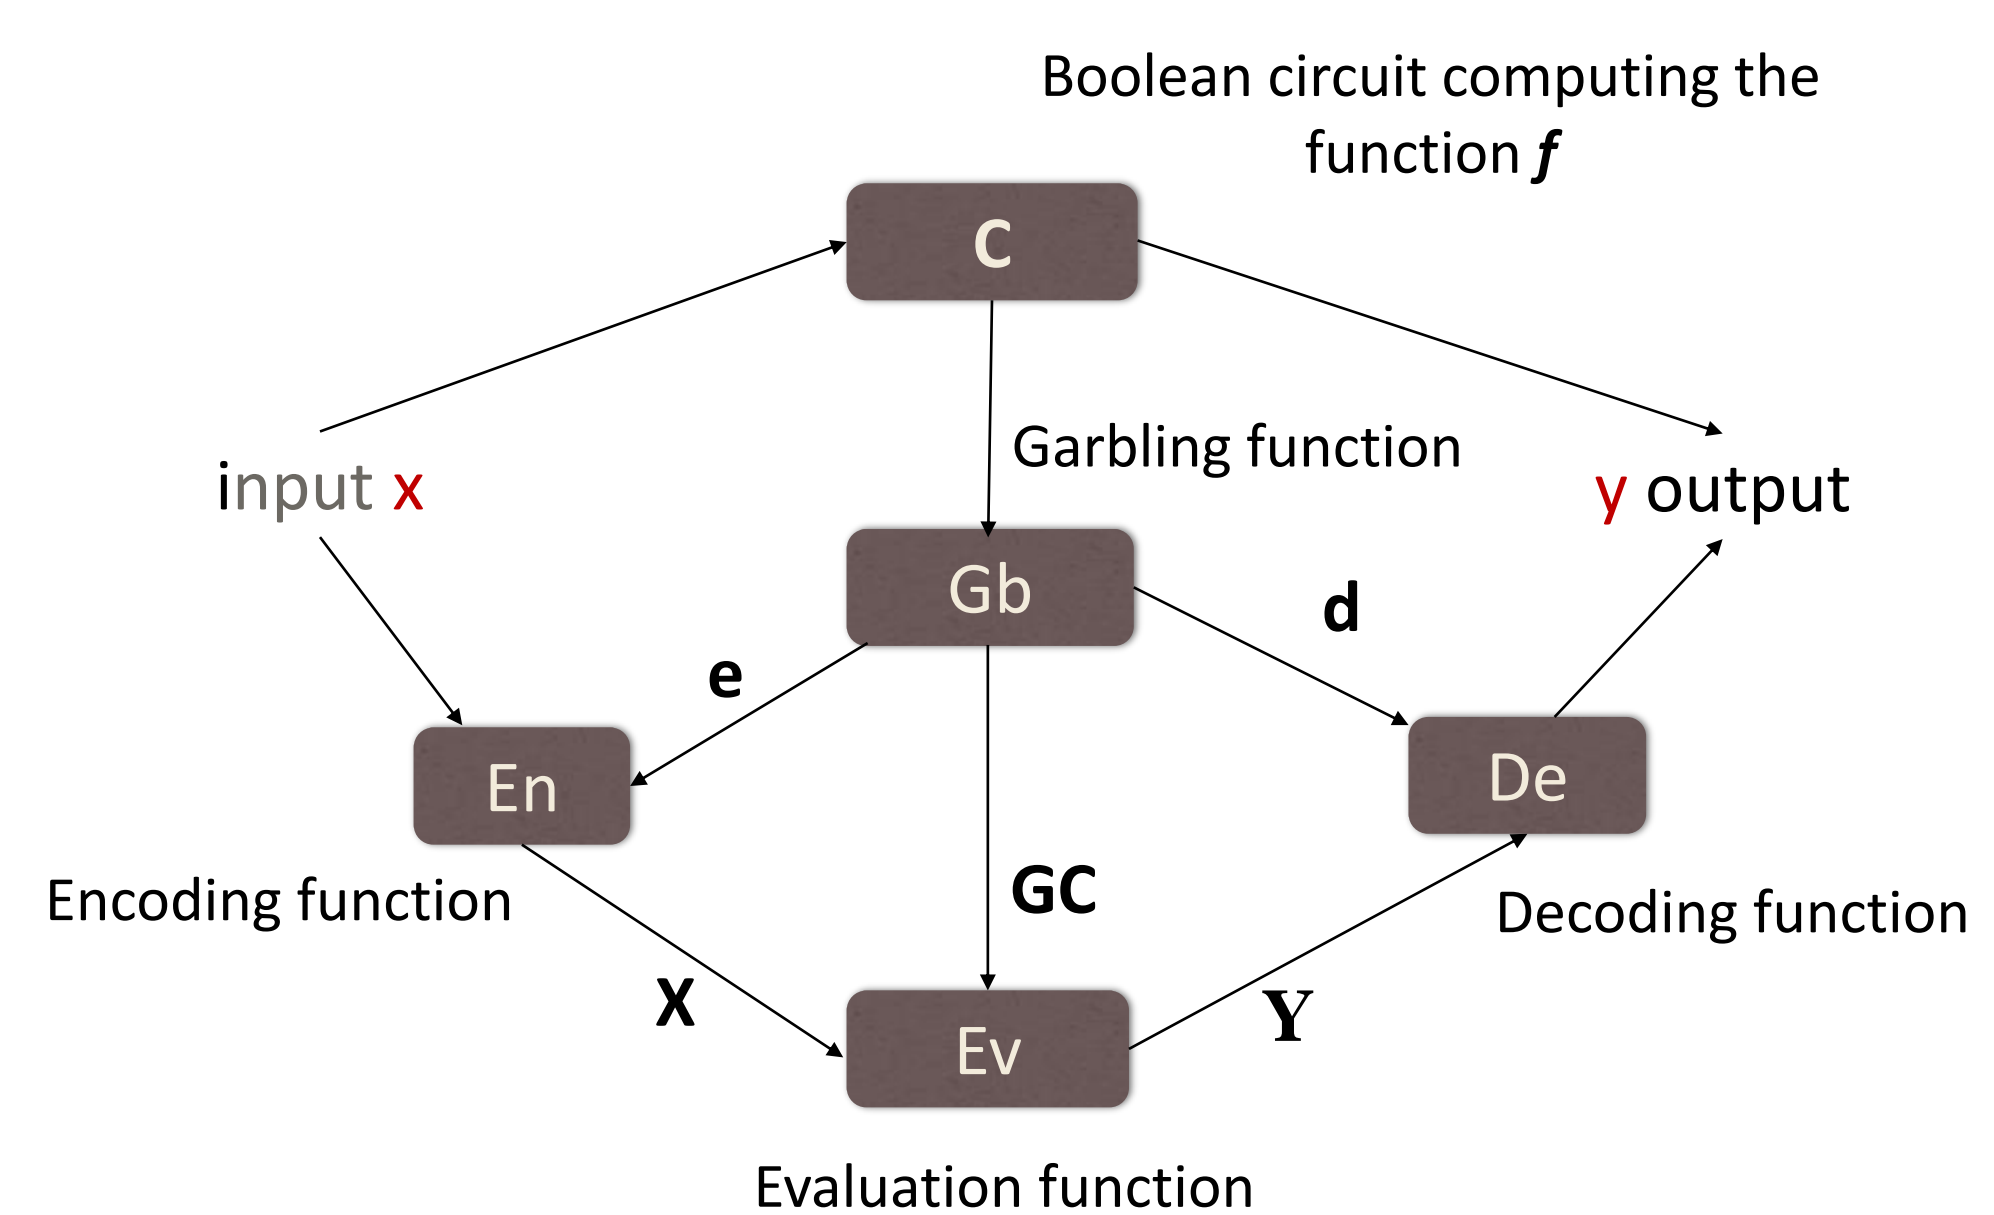 Boolean circuit computing the
function f
C
Garbling function
input x
y output
Gb
d
e
En
De
GC
Encoding function
Decoding function
X
Y
Ev
Evaluation function